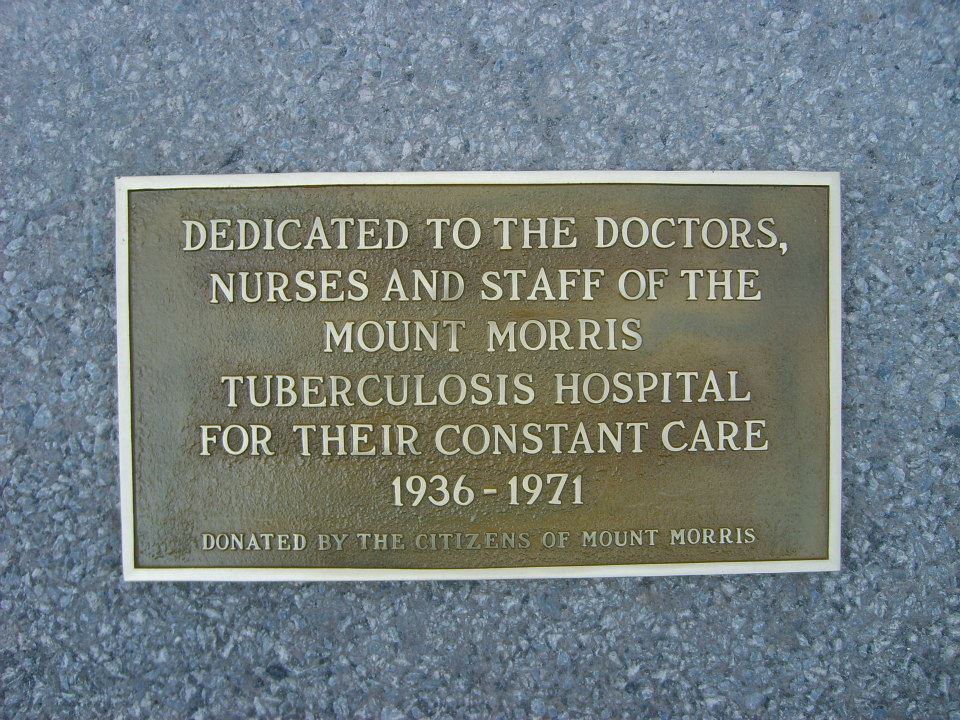 DEDICATED TO THE DOCTORS,
NURSES AND STAFF OF THE
MOUNT MORRIS
TUBERCULOSIS HOSPITAL
FOR THEIR CONSTANT CARE
1936-1971
DONATED BY THE CITIZENS OF MOUNT MORRIS